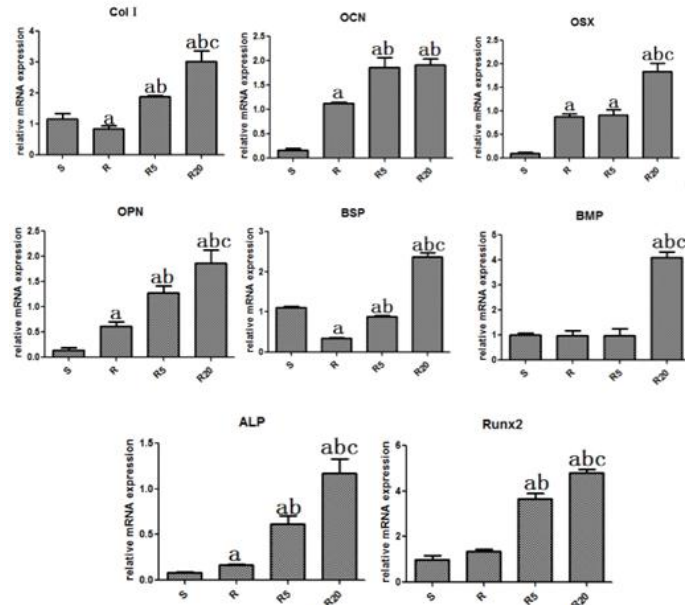 Col I
relative mRNA expression
4
3
2
1
0
a
ab
abc
S
R
R5
R20
OCN
relative mRNA expression
2.5
2.0
1.5
1.0
0.5
0.0
a
ab
ab
S
R
R5
R20
OSX
relative mRNA expression
2.5
2.0
1.5
1.0
0.5
0.0
a
a
abc
S
R
R5
R20
OPN
relative mRNA expression
2.5
2.0
1.5
1.0
0.5
0.0
a
ab
abc
S
R
R5
R20
BSP
relative mRNA expression
3
2
1
0
a
ab
abc
S
R
R5
R20
BMP
relative mRNA expression
5
4
3
2
1
0
abc
S
R
R5
R20
ALP
relative mRNA expression
1.5
1.0
0.5
0.0
a
ab
abc
S
R
R5
R20
Runx2
relative mRNA expression
6
4
2
0
ab
abc
S
R
R5
R20